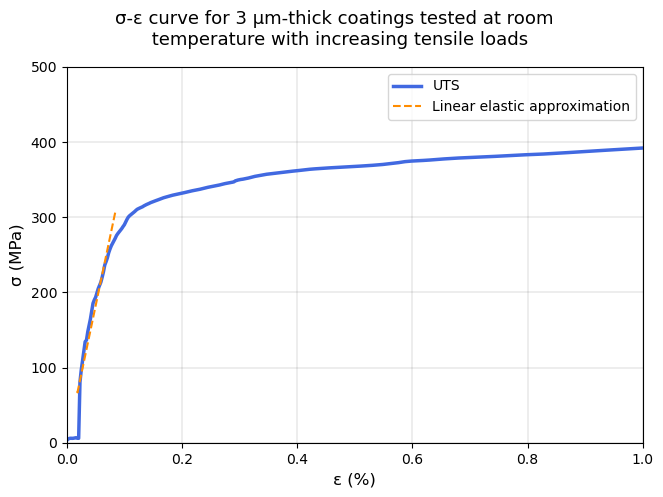 σ-ε curve for 3 μm-thick coatings tested at room
temperature with increasing tensile loads
UTS
Linear elastic approximation
500
400
300
200
100
0
σ (MPa)
0.0 0.2 0.4 0.6 0.8 1.0
ε (%)